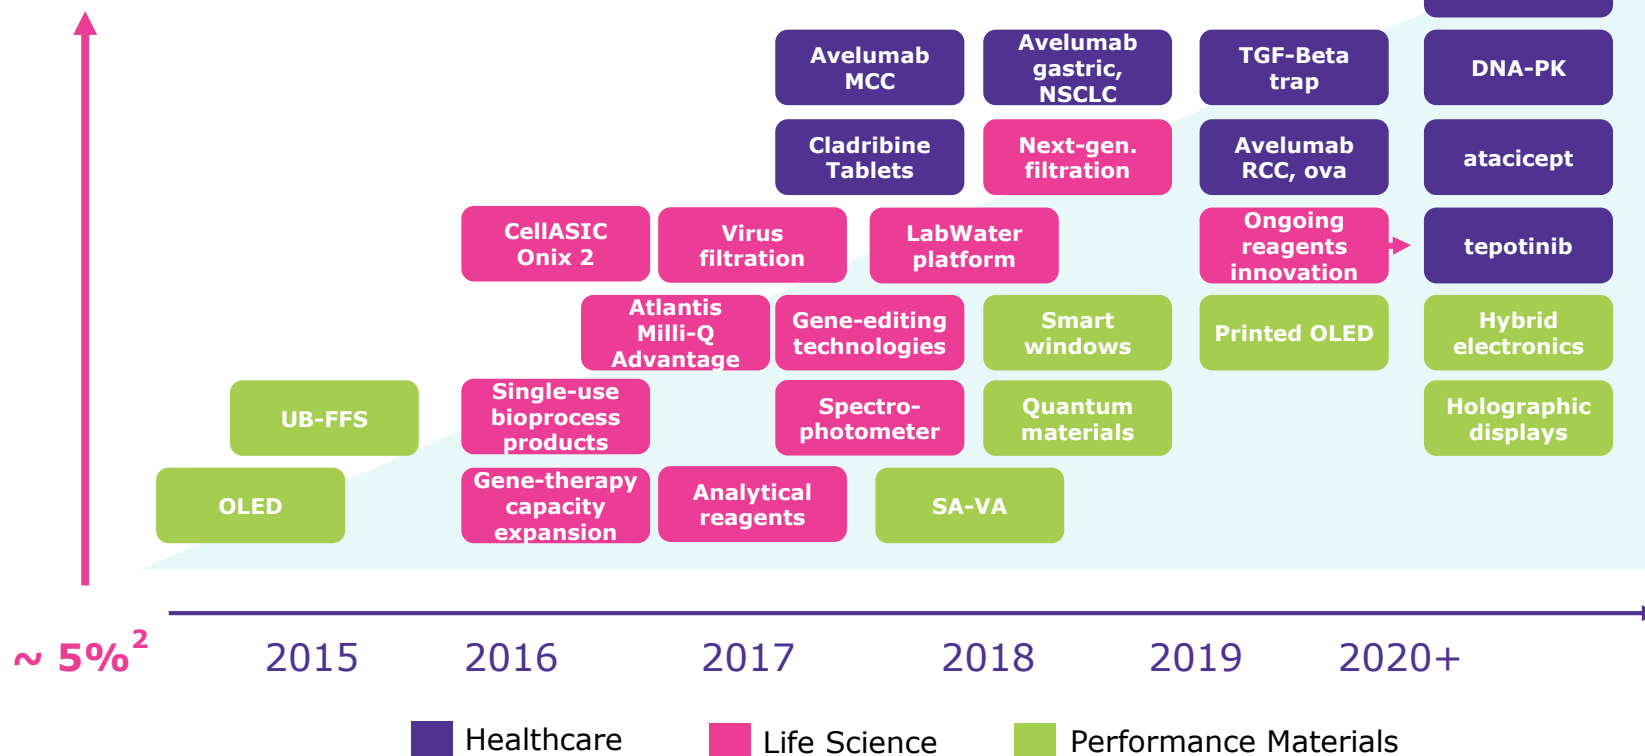 Avelumab
MCC
Avelumab
gastric,
NSCLC
TGF-Beta
trap
DNA-PK
Cladribine
Tablets
Next-gen.
filtration
Avelumab
RCC, ova
atacicept
CellASIC
Onix 2
Virus
filtration
LabWater
platform
Ongoing
reagents
innovation
tepotinib
Atlantis
Milli-Q
Advantage
Gene-editing
technologies
Smart
windows
Printed OLED
Hybrid
electronics
UB-FFS
Single-use
bioprocess
products
Spectro-
photometer
Quantum
materials
Holographic
displays
OLED
Gene-therapy
capacity
expansion
Analytical
reagents
SA-VA
~ 5%2
2015 2016 2017 2018 2019 2020+
Healthcare Life Science Performance Materials